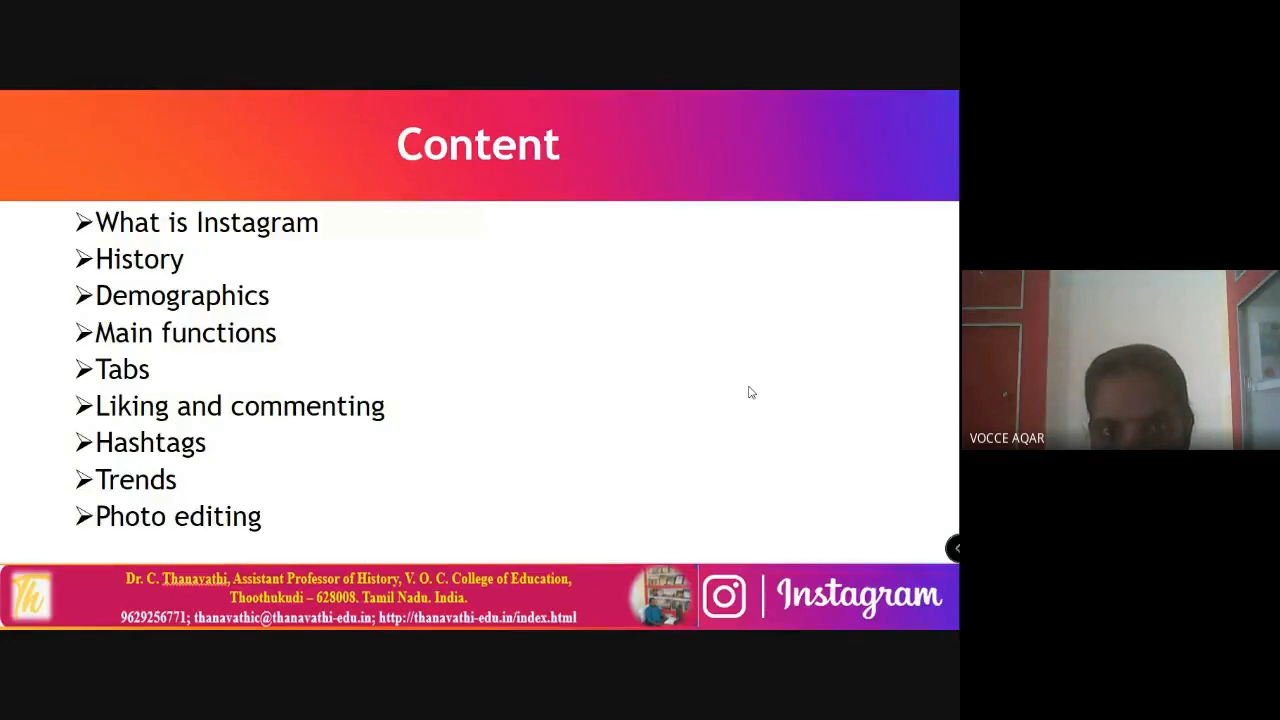 Content
➢What is Instagram
➢History
➢Demographics
➢Main functions
➢Tabs
➢Liking and commenting
➢Hashtags
➢Trends
➢Photo editing
Th
Dr. C. Thanavathi, Assistant Professor of History, V. O. C. College of Education,
Thoothukudi – 628008. Tamil Nadu. India.
9629256771; thanavathic@thanavathi-edu.in; http://thanavathi-edu.in/index.html
Instagram
VOCCE AQAR